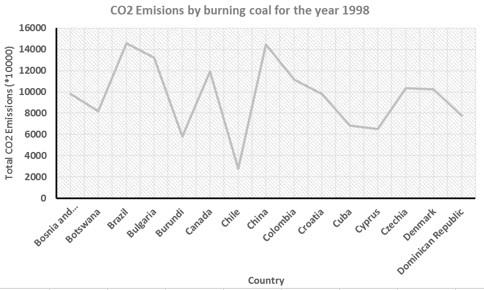 CO2 Emisions by burning coal for the year 1998
Total CO2 Emissions (*10000)
16000
14000
12000
10000
8000
6000
4000
2000
0
Bosnia and...
Botswana
Brazil
Bulgaria
Burundi
Canada
Chile
China
Colombia
Croatia
Cuba
Cyprus
Czechia
Denmark
Dominican Republic
Country